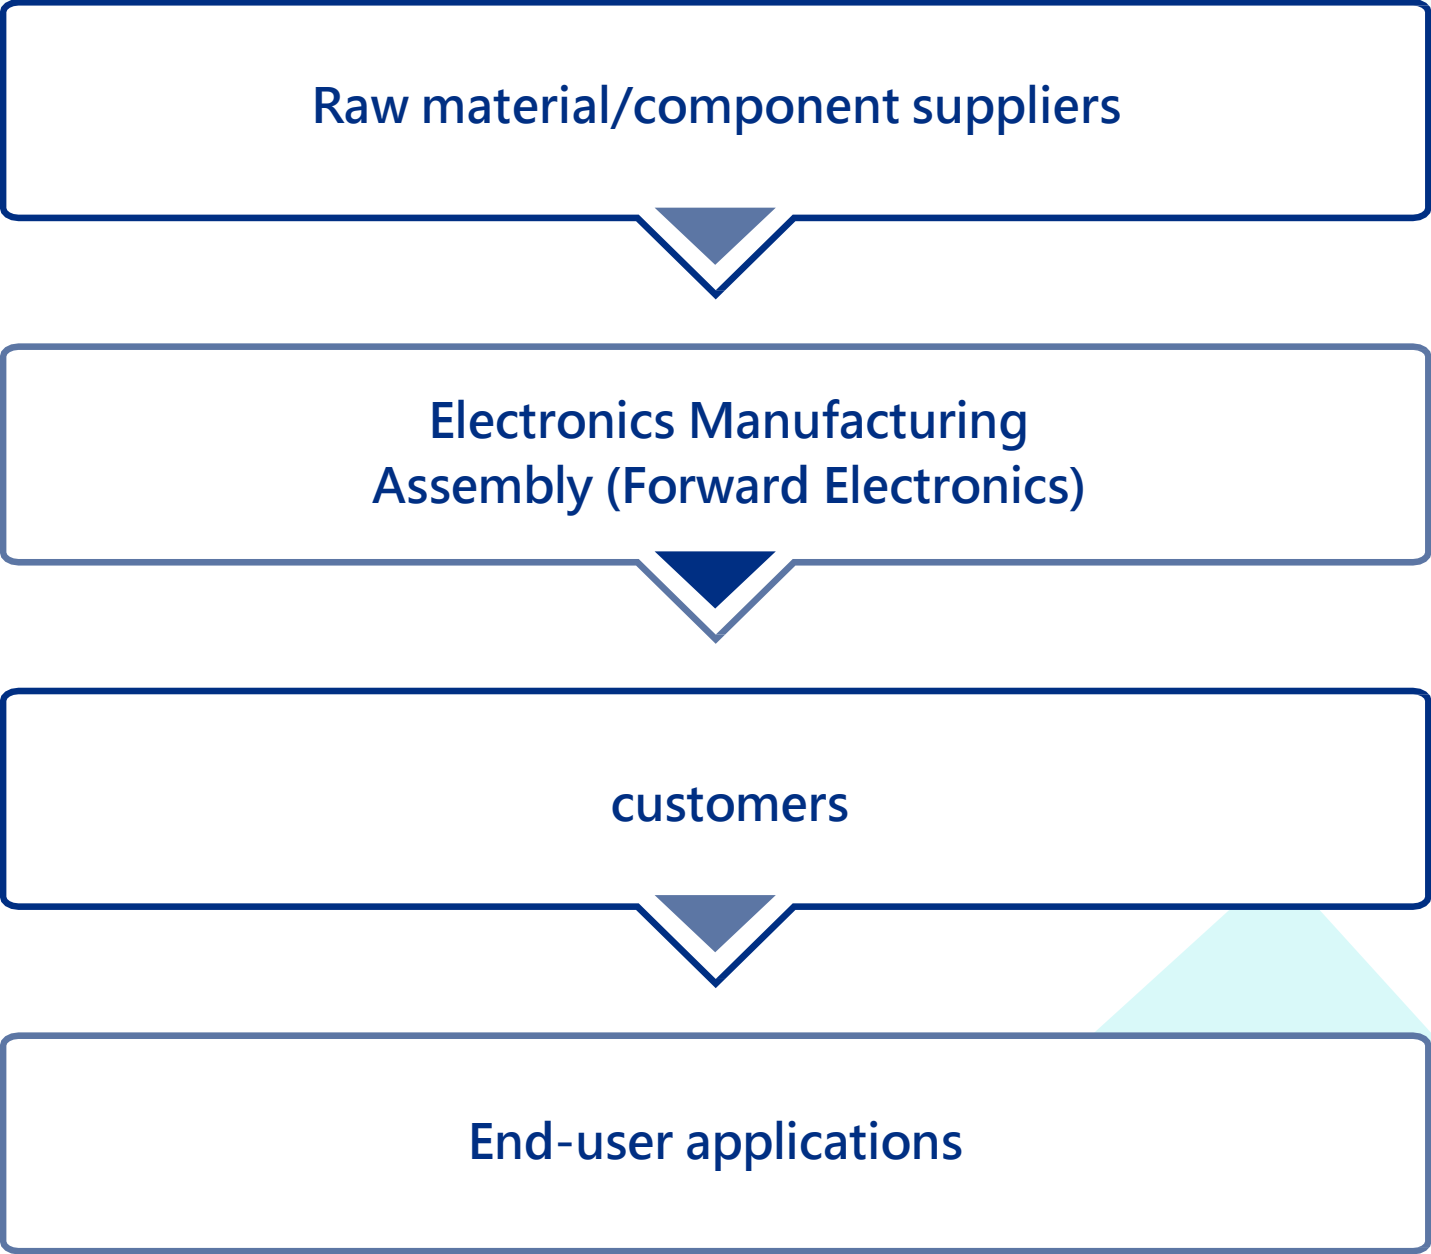 Raw material/component suppliers
Electronics Manufacturing
Assembly (Forward Electronics)
customers
End-user applications